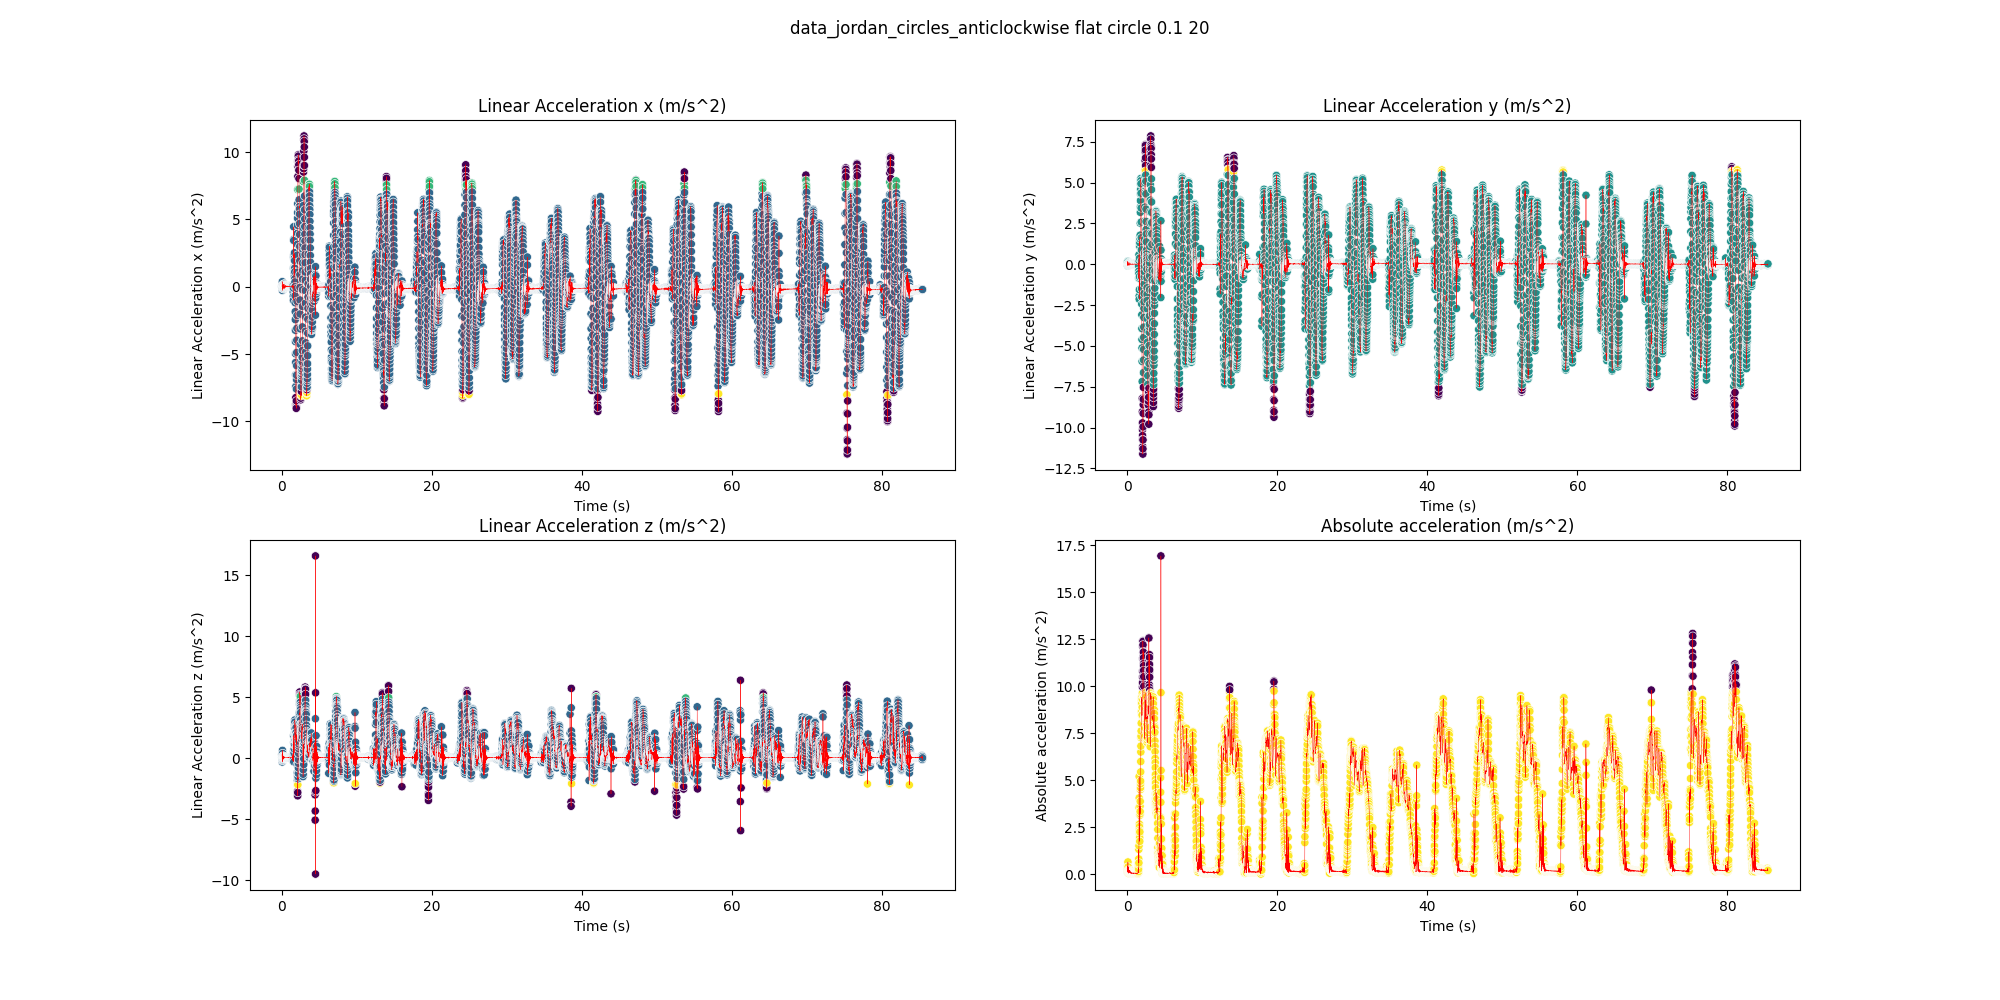 data_jordan_circles_anticlockwise flat circle 0.1 20
Linear Acceleration x (m/s^2)
Linear Acceleration x (m/s^2)
10
5
0
−5
−10
0 20 40 60 80
Time (s)
Linear Acceleration y (m/s^2)
Linear Acceleration y (m/s^2)
7.5
5.0
2.5
0.0
−2.5
−5.0
−7.5
−10.0
−12.5
0 20 40 60 80
Time (s)
Linear Acceleration z (m/s^2)
Linear Acceleration z (m/s^2)
15
10
5
0
−5
−10
0 20 40 60 80
Time (s)
Absolute acceleration (m/s^2)
Absolute acceleration (m/s^2)
17.5
15.0
12.5
10.0
7.5
5.0
2.5
0.0
0 20 40 60 80
Time (s)